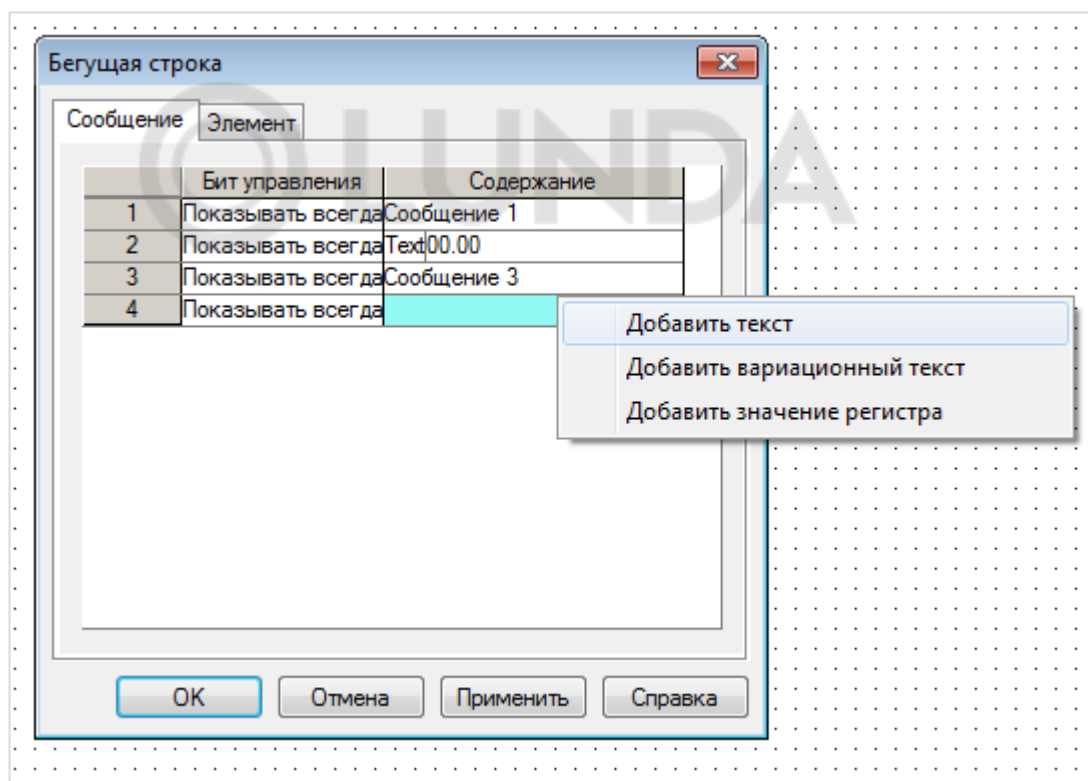 Бегущая строка
Сообщение Элемент
LUNDA
Бит управления Содержание
1 Показывать всегда Сообщение 1
2 Показывать всегда Text 00.00
3 Показывать всегда Сообщение 3
4 Показывать всегда
Добавить текст
Добавить вариационный текст
Добавить значение регистра
OK Отмена Применить Справка